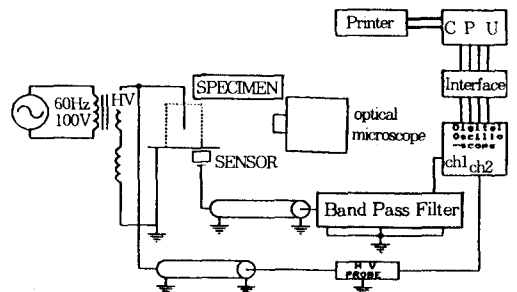 Printer
C P U
60Hz
100V
HV
SPECIMEN
Interface
optical
microscope
Digital
Oscillo
-scope
ch1 ch2
SENSOR
Band Pass Filter
H V
PROBE